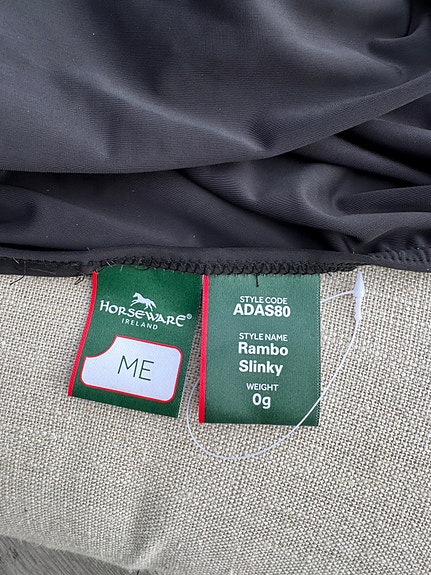 HORSEWARE®
IRELAND
ME
STYLE CODE
ADAS80
STYLE NAME
Rambo
Slinky
WEIGHT
0g